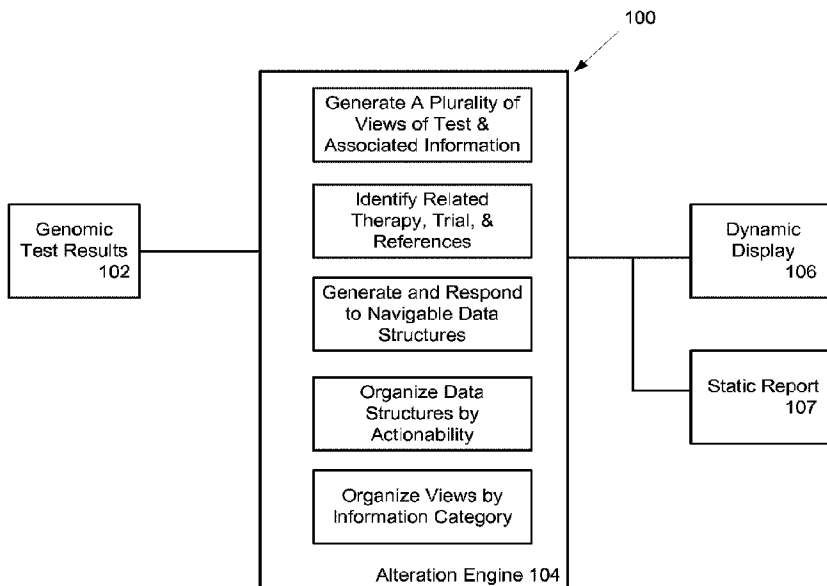 100
Generate A Plurality of
Views of Test &
Associated Information
Identify Related
Therapy, Trial, &
References
Generate and Respond
to Navigable Data
Structures
Organize Data
Structures by
Actionability
Organize Views by
Information Category
Alteration Engine 104
Genomic
Test Results
102
Dynamic
Display
106
Static Report
107